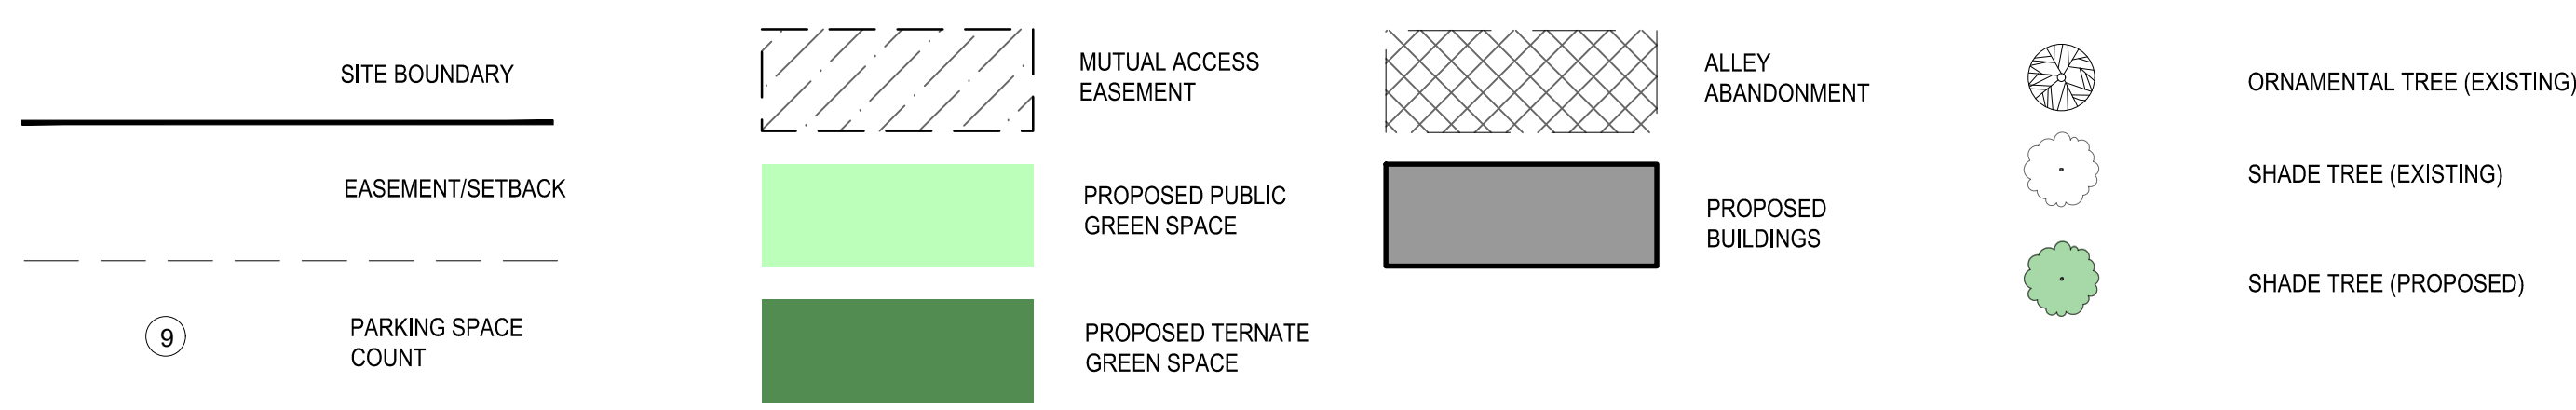 SITE BOUNDARY
EASEMENT/SETBACK
9
PARKING SPACE
COUNT
MUTUAL ACCESS
EASEMENT
PROPOSED PUBLIC
GREEN SPACE
PROPOSED TERNATE
GREEN SPACE
ALLEY
ABANDONMENT
PROPOSED
BUILDINGS
ORNAMENTAL TREE (EXISTING)
SHADE TREE (EXISTING)
SHADE TREE (PROPOSED)